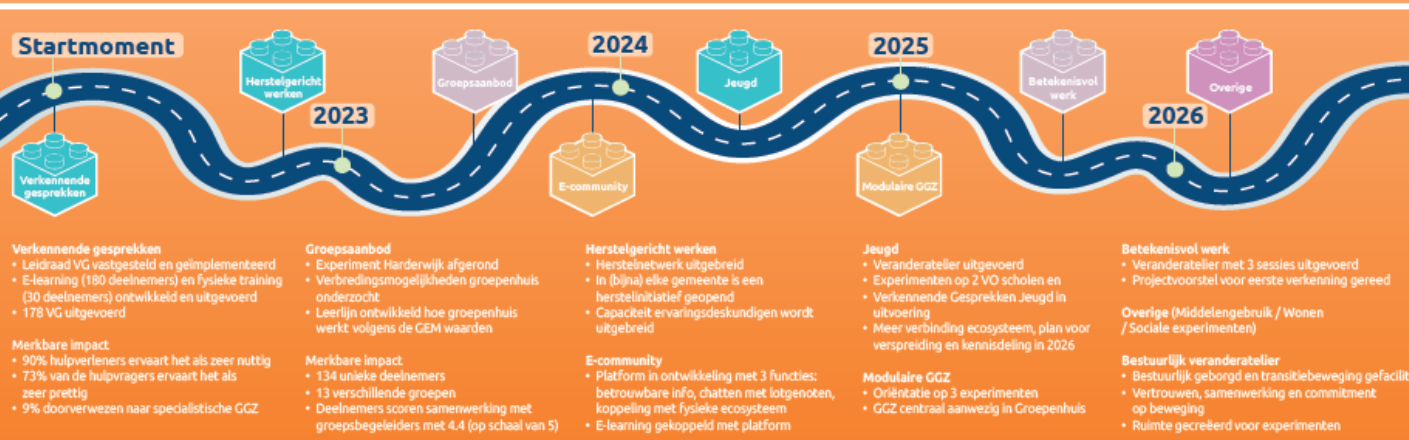 Startmoment
Herstelgericht
werken
2023
Groepsaanbod
2024
Jeugd
2025
Betekenisvol
werk
2026
Overige
Verkennende
gesprekken
E-community
Modulaire GGZ
Verkennende gesprekken
• Leidraad VG vastgesteld en geïmplementeerd
• E-learning (180 deelnemers) en fysieke training
(30 deelnemers) ontwikkeld en uitgevoerd
• 178 VG uitgevoerd
Merkbare impact
• 90% hulpverleners ervaart het als zeer nuttig
• 73% van de hulpvragers ervaart het als
zeer prettig
• 9% doorverwezen naar specialistische GGZ
Groepsaanbod
• Experiment Harderwijk afgerond
• Verbredingsmogelijkheden groepenhuis
onderzocht
• Leerlijn ontwikkeld hoe groepenhuis
werkt volgens de GEM waarden
Merkbare impact
• 134 unieke deelnemers
• 13 verschillende groepen
• Deelnemers scoren samenwerking met
groepsbegeleiders met 4.4 (op schaal van 5)
Herstelgericht werken
• Herstelnetwerk uitgebreid
• In (bijna) elke gemeente is een
herstelinitiatief geopend
• Capaciteit ervaringsdeskundigen wordt
uitgebreid
E-community
• Platform in ontwikkeling met 3 functies:
betrouwbare info, chatten met lotgenoten,
koppeling met fysieke ecosysteem
• E-learning gekoppeld met platform
Jeugd
• Veranderatelier uitgevoerd
• Experimenten op 2 VO scholen en
• Verkennende Gesprekken Jeugd in
uitvoering
• Meer verbinding ecosysteem, plan voor
verspreiding en kennisdeling in 2026
Modulaire GGZ
• Oriëntatie op 3 experimenten
• GGZ centraal aanwezig in Groepenhuis
Betekenisvol werk
• Veranderatelier met 3 sessies uitgevoerd
• Projectvoorstel voor eerste verkenning gereed
Overige (Middelengebruik / Wonen
/ Sociale experimenten)
Bestuurlijk veranderatelier
• Bestuurlijk geborgd en transitiebeweging gefacilit
• Vertrouwen, samenwerking en commitment
op beweging
• Ruimte gecreëerd voor experimenten